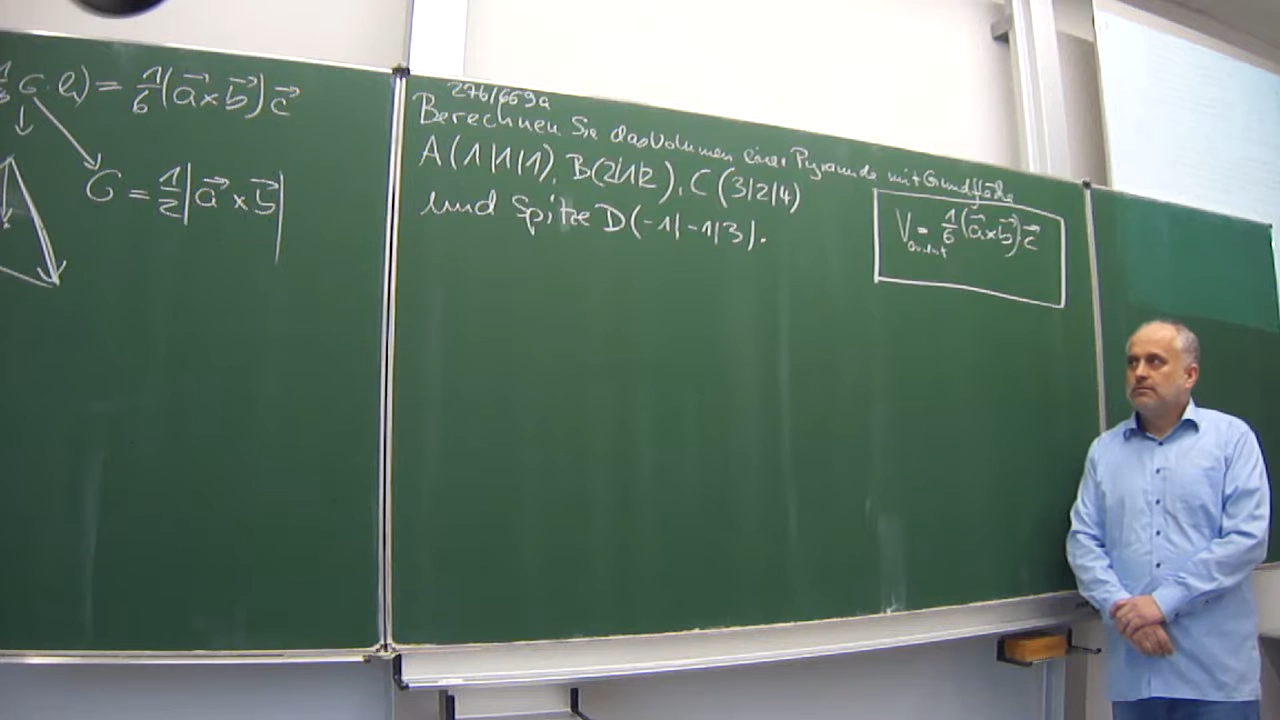 G · h) = 1/6 (a⃗ × b⃗) c⃗
G = 1/2 |a⃗ × b⃗|
276/669a
Berechnen Sie das Volumen einer Pyramide mit Grundfläche
A(1|1|1), B(2|1|2), C(3|2|4)
und Spitze D(-1|-1|3).
V = 1/6 (a⃗ × b⃗) c⃗